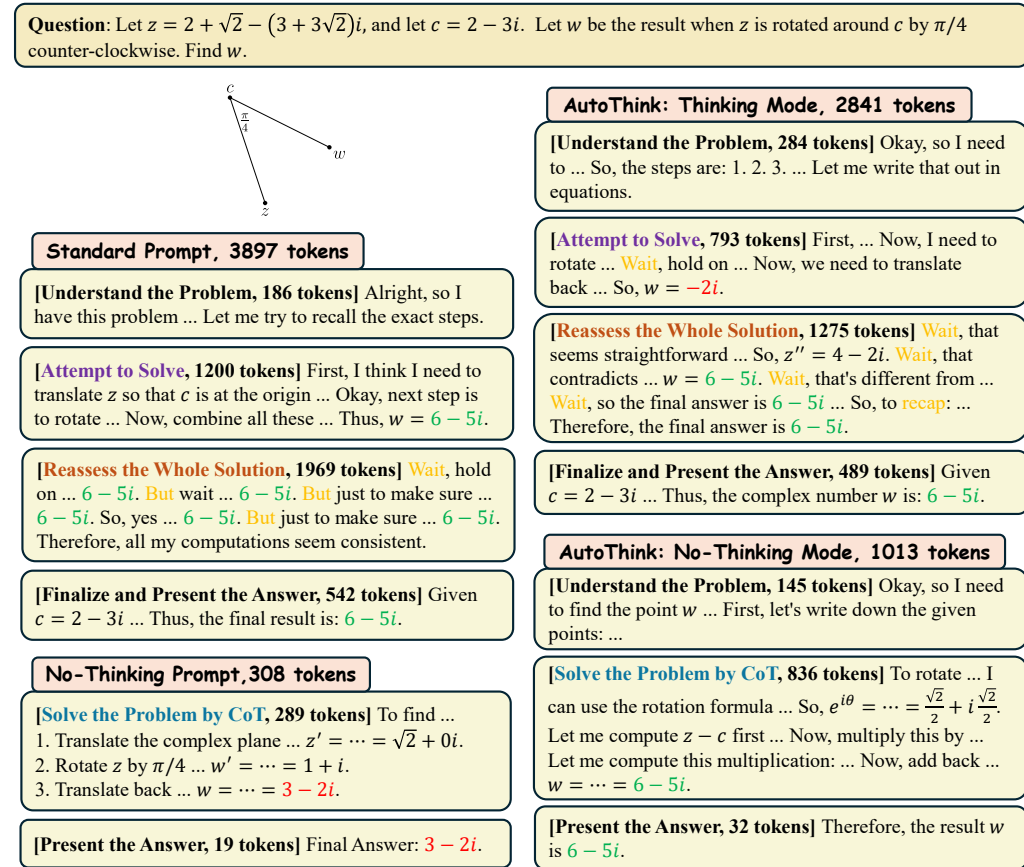 Question: Let z = 2 + √2 − (3 + 3√2)i, and let c = 2 − 3i. Let w be the result when z is rotated around c by π/4
counter-clockwise. Find w.
c
π/4
w
z
Standard Prompt, 3897 tokens
[Understand the Problem, 186 tokens] Alright, so I
have this problem ... Let me try to recall the exact steps.
[Attempt to Solve, 1200 tokens] First, I think I need to
translate z so that c is at the origin ... Okay, next step is
to rotate ... Now, combine all these ... Thus, w = 6 − 5i.
[Reassess the Whole Solution, 1969 tokens] Wait, hold
on ... 6 − 5i. But wait ... 6 − 5i. But just to make sure ...
6 − 5i. So, yes ... 6 − 5i. But just to make sure ... 6 − 5i.
Therefore, all my computations seem consistent.
[Finalize and Present the Answer, 542 tokens] Given
c = 2 − 3i ... Thus, the final result is: 6 − 5i.
No-Thinking Prompt,308 tokens
[Solve the Problem by CoT, 289 tokens] To find ...
1. Translate the complex plane ... z′ = ⋯ = √2 + 0i.
2. Rotate z by π/4 ... w′ = ⋯ = 1 + i.
3. Translate back ... w = ⋯ = 3 − 2i.
[Present the Answer, 19 tokens] Final Answer: 3 − 2i.
AutoThink: Thinking Mode, 2841 tokens
[Understand the Problem, 284 tokens] Okay, so I need
to ... So, the steps are: 1. 2. 3. ... Let me write that out in
equations.
[Attempt to Solve, 793 tokens] First, ... Now, I need to
rotate ... Wait, hold on ... Now, we need to translate
back ... So, w = −2i.
[Reassess the Whole Solution, 1275 tokens] Wait, that
seems straightforward ... So, z′′ = 4 − 2i. Wait, that
contradicts ... w = 6 − 5i. Wait, that's different from ...
Wait, so the final answer is 6 − 5i ... So, to recap: ...
Therefore, the final answer is 6 − 5i.
[Finalize and Present the Answer, 489 tokens] Given
c = 2 − 3i ... Thus, the complex number w is: 6 − 5i.
AutoThink: No-Thinking Mode, 1013 tokens
[Understand the Problem, 145 tokens] Okay, so I need
to find the point w ... First, let's write down the given
points: ...
[Solve the Problem by CoT, 836 tokens] To rotate ... I
can use the rotation formula ... So, e^{iθ} = ⋯ = √2/2 + i √2/2.
Let me compute z − c first ... Now, multiply this by ...
Let me compute this multiplication: ... Now, add back ...
w = ⋯ = 6 − 5i.
[Present the Answer, 32 tokens] Therefore, the result w
is 6 − 5i.